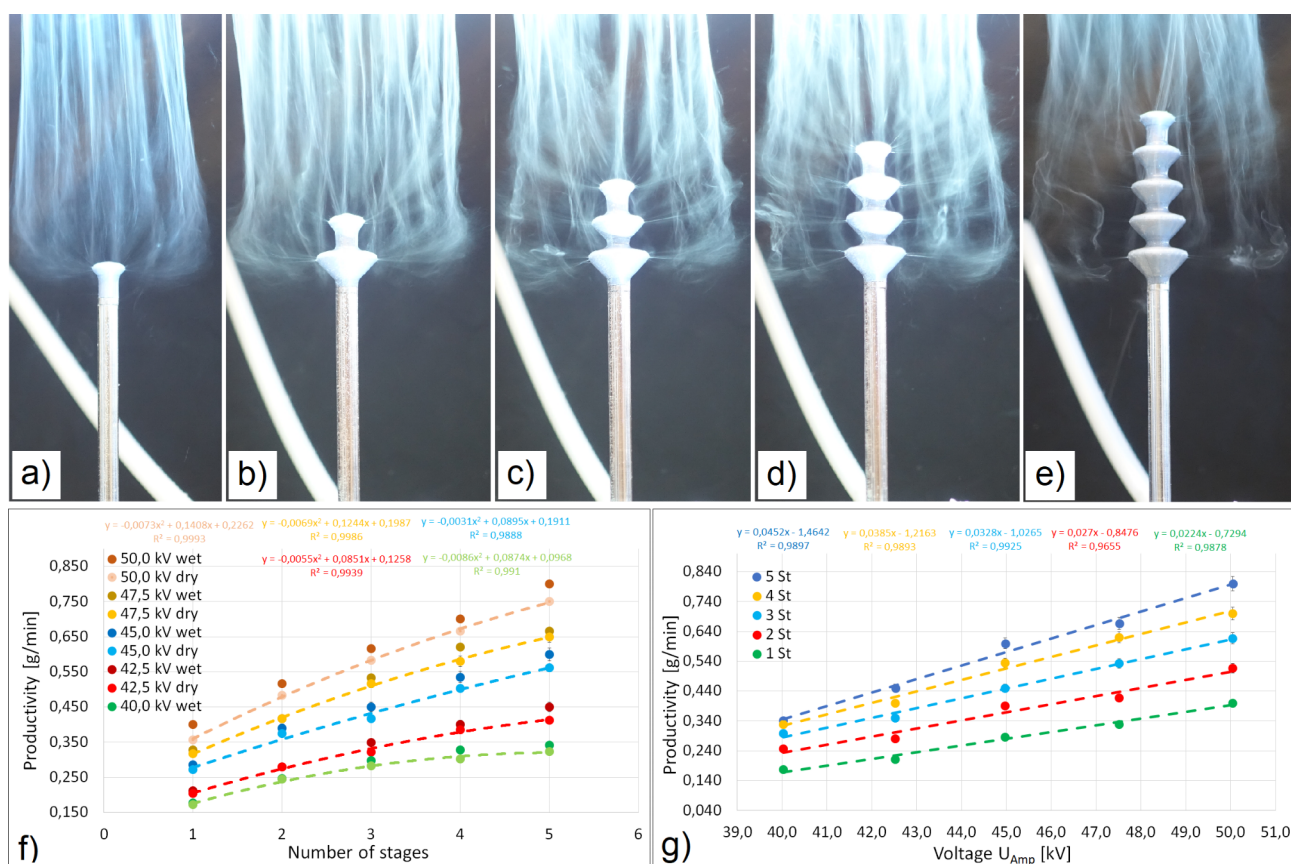 a)
b)
c)
d)
e)
y = -0,0073x² + 0,1408x + 0,2262
R² = 0,9993
y = -0,0069x² + 0,1244x + 0,1987
R² = 0,9986
y = -0,0031x² + 0,0895x + 0,1911
R² = 0,9888
y = -0,0055x² + 0,0851x + 0,1258
R² = 0,9939
y = -0,0086x² + 0,0874x + 0,0968
R² = 0,991
50,0 kV wet
50,0 kV dry
47,5 kV wet
47,5 kV dry
45,0 kV wet
45,0 kV dry
42,5 kV wet
42,5 kV dry
40,0 kV wet
Productivity [g/min]
0,850
0,750
0,650
0,550
0,450
0,350
0,250
0,150
0 1 2 3 4 5 6
Number of stages
f)
y = 0,0452x - 1,4642
R² = 0,9897
y = 0,0385x - 1,2163
R² = 0,9893
y = 0,0328x - 1,0265
R² = 0,9925
y = 0,027x - 0,8476
R² = 0,9655
y = 0,0224x - 0,7294
R² = 0,9878
5 St
4 St
3 St
2 St
1 St
Productivity [g/min]
0,840
0,740
0,640
0,540
0,440
0,340
0,240
0,140
0,040
39,0 40,0 41,0 42,0 43,0 44,0 45,0 46,0 47,0 48,0 49,0 50,0 51,0
Voltage U_Amp [kV]
g)